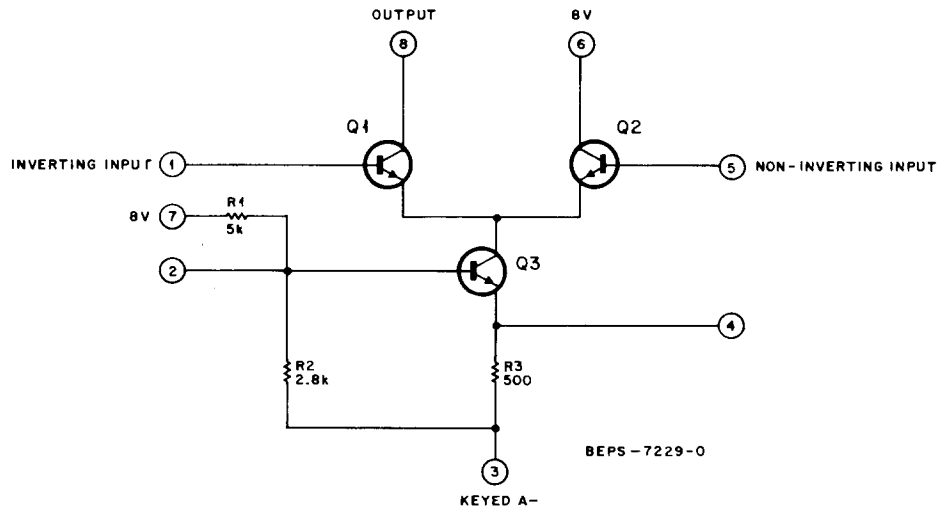 OUTPUT
8V
8
6
Q1
Q2
INVERTING INPUT
1
5
NON-INVERTING INPUT
8V
7
R1
5k
2
Q3
4
R2
2.8k
R3
500
BEPS-7229-0
3
KEYED A-